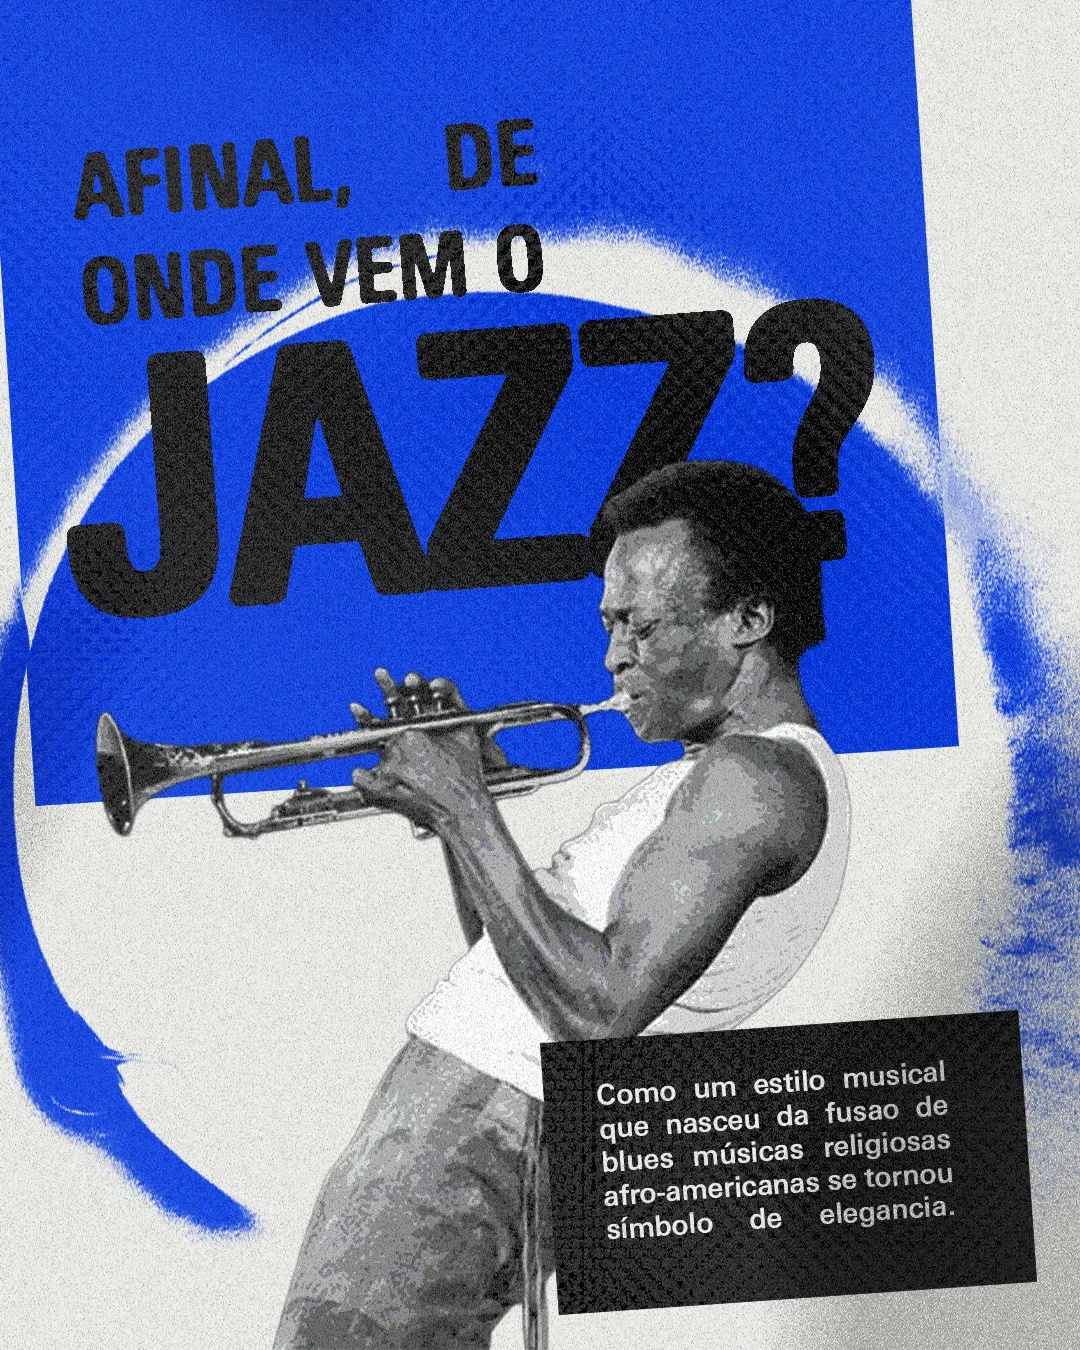 AFINAL, DE
ONDE VEM O
JAZZ?
Como um estilo musical
que nasceu da fusao de
blues músicas religiosas
afro-americanas se tornou
símbolo de elegancia.